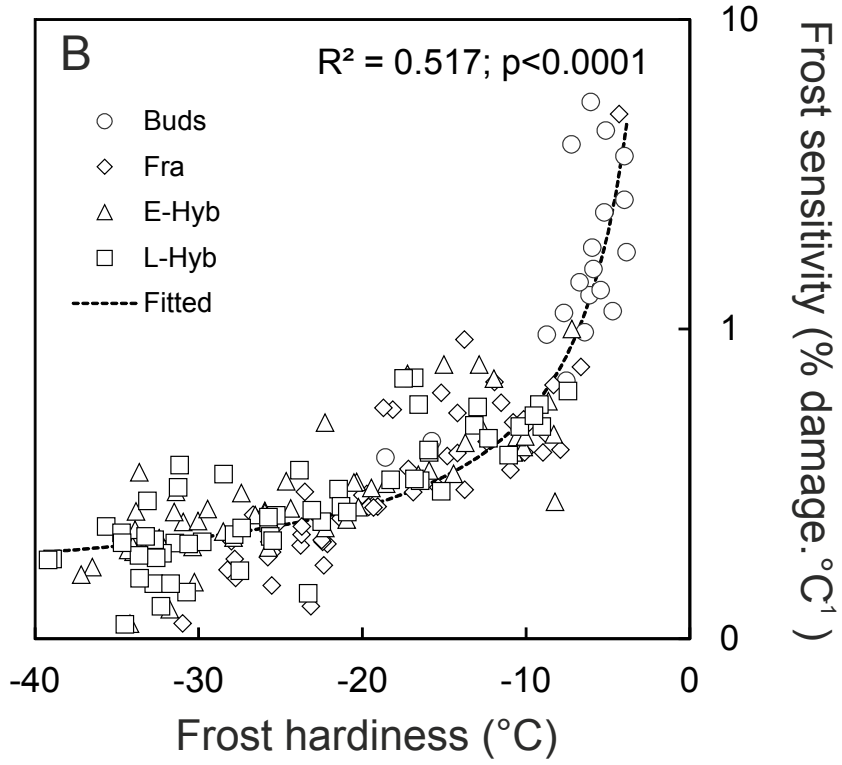 B
R² = 0.517; p<0.0001
Buds
Fra
E-Hyb
L-Hyb
Fitted
10
1
0
-40 -30 -20 -10 0
Frost hardiness (°C)
Frost sensitivity (% damage.°C⁻¹)